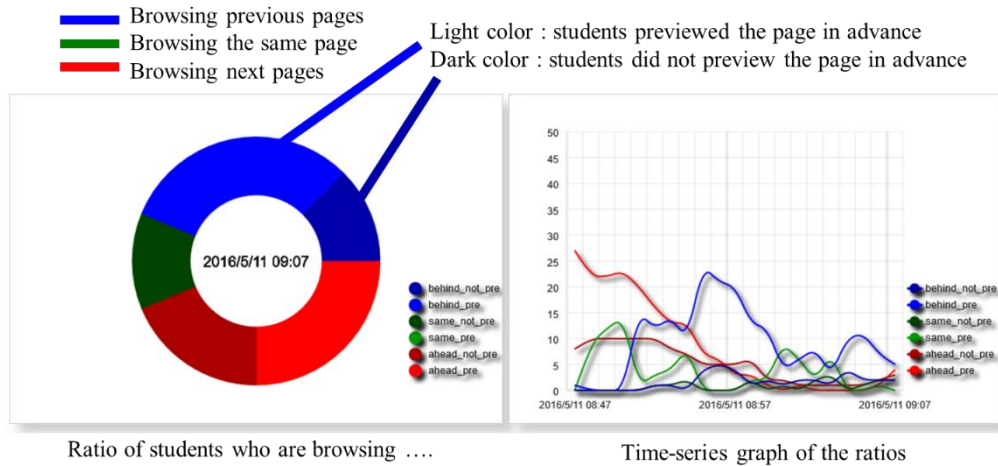 Browsing previous pages
Browsing the same page
Browsing next pages
Light color : students previewed the page in advance
Dark color : students did not preview the page in advance
2016/5/11 09:07
behind_not_pre
behind_pre
same_not_pre
same_pre
ahead_not_pre
ahead_pre
50
45
40
35
30
25
20
15
10
5
0
2016/5/11 08:47
2016/5/11 08:57
2016/5/11 09:07
behind_not_pre
behind_pre
same_not_pre
same_pre
ahead_not_pre
ahead_pre
Ratio of students who are browsing ….
Time-series graph of the ratios